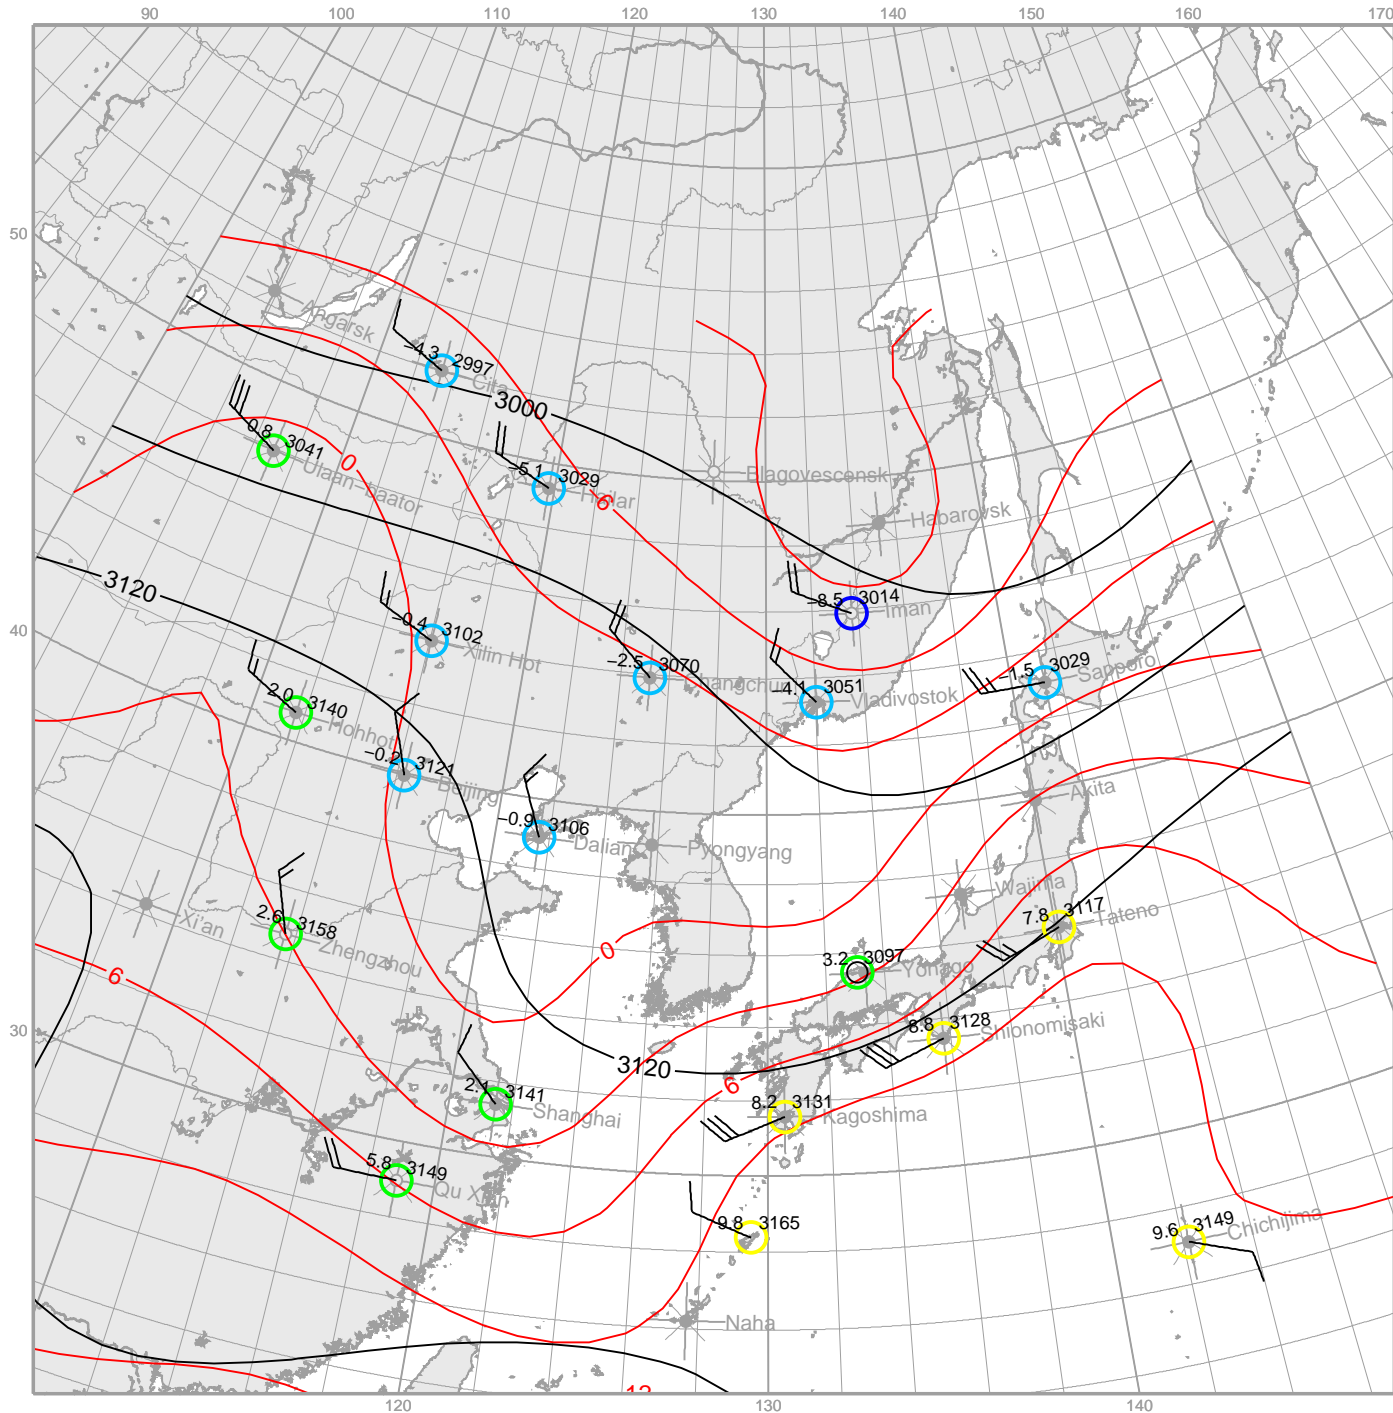 90 100 110 120 130 140 150 160 170
50
Angarsk
−4.3 2997
Cita
3000
0.8 3041
Ulaan−baator
0
−5.1 3029
Hailar
−6
Blagovescensk
Habarovsk
3120
−8.5 3014
Iman
40
−0.4 3102
Xilin Hot
−2.5 3070
Changchun
−4.1 3051
Vladivostok
−1.5 3029
Sapporo
2.0 3140
Hohhot
−0.2 3121
Beijing
−0.9 3106
Dalian
Pyongyang
Akita
Wajima
Xi'an
2.6 3158
Zhengzhou
7.8 3117
Tateno
0
3.2 3097
Yonago
6
30
8.8 3128
Shionomisaki
3120
6
2.1 3141
Shanghai
8.2 3131
Kagoshima
5.8 3149
Qu Xian
9.8 3165
9.6 3149
Chichijima
Naha
12
120 130 140